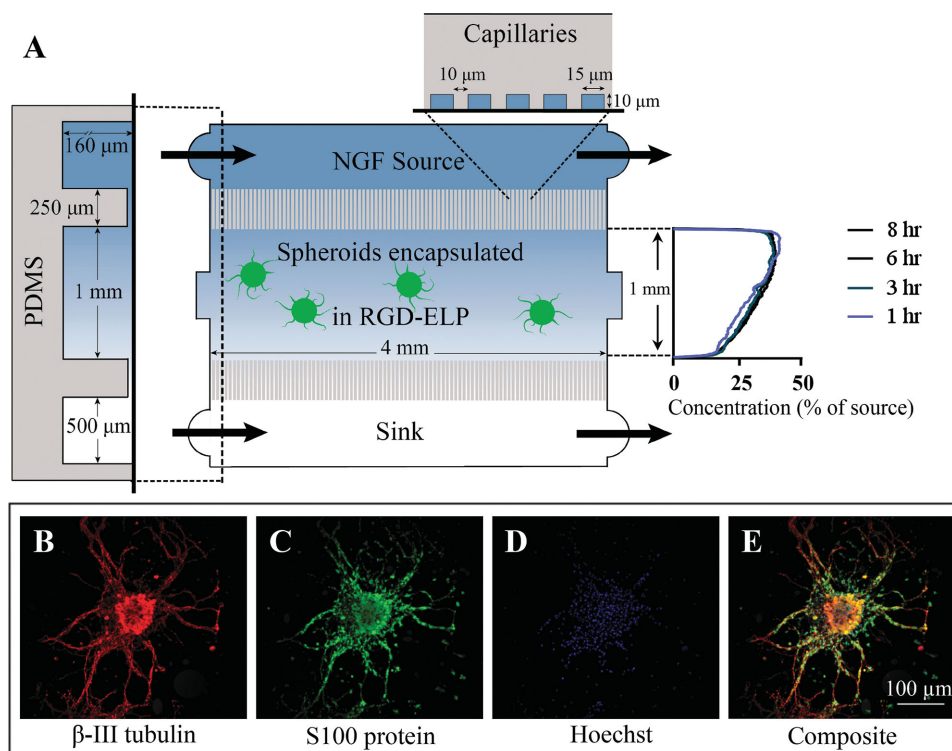 A
Capillaries
10 μm
15 μm
10 μm
160 μm
250 μm
1 mm
500 μm
PDMS
NGF Source
Spheroids encapsulated
in RGD-ELP
4 mm
Sink
1 mm
0 25 50
Concentration (% of source)
8 hr
6 hr
3 hr
1 hr
B
C
D
E
100 μm
β-III tubulin
S100 protein
Hoechst
Composite